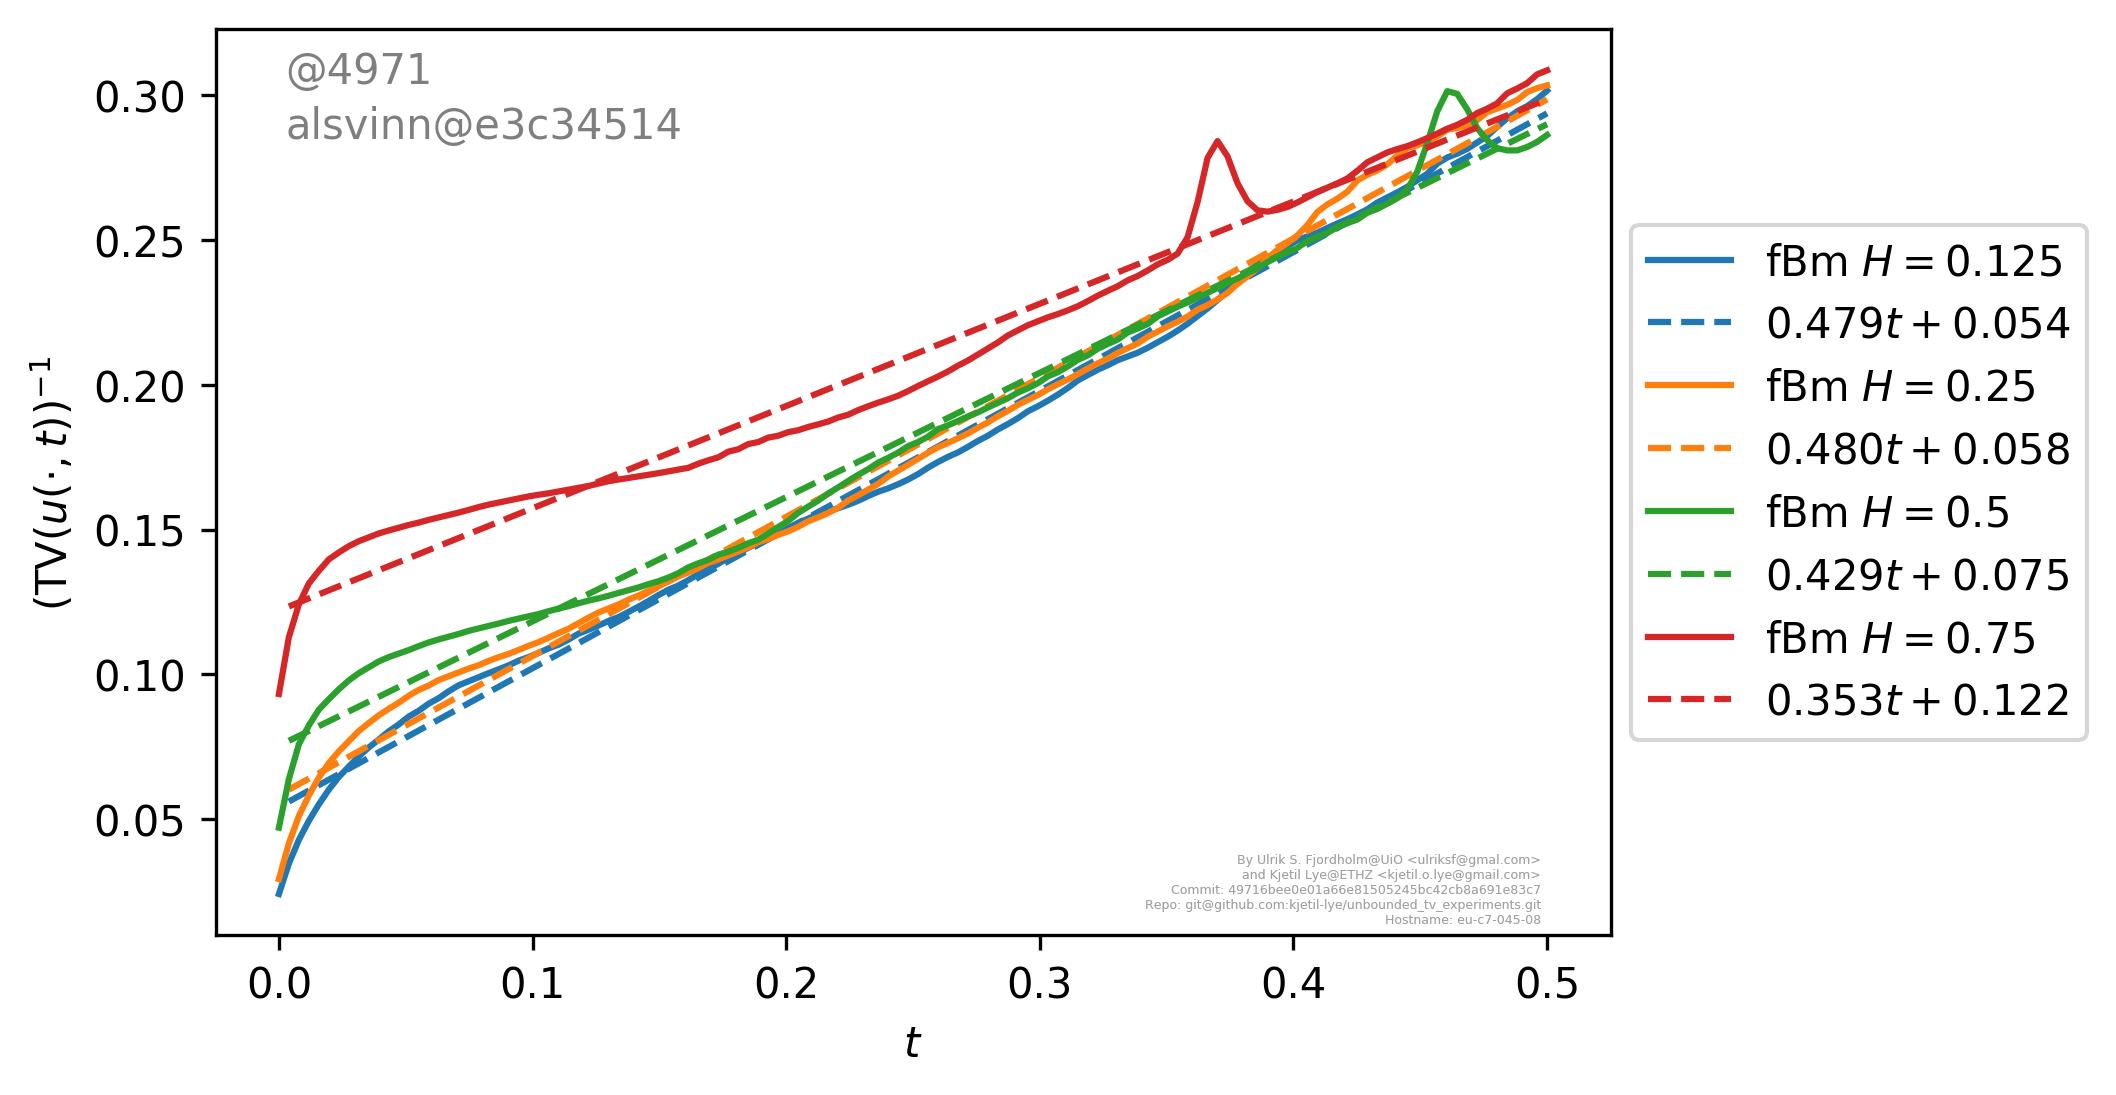 @4971
alsvinn@e3c34514
0.30
0.25
0.20
0.15
0.10
0.05
(TV(u(·, t))⁻¹
0.0 0.1 0.2 0.3 0.4 0.5
t
fBm H = 0.125
0.479t + 0.054
fBm H = 0.25
0.480t + 0.058
fBm H = 0.5
0.429t + 0.075
fBm H = 0.75
0.353t + 0.122
By Ulrik S. Fjordholm@UiO <ulriksf@gmal.com>
and Kjetil Lye@ETHZ <kjetil.o.lye@gmail.com>
Commit: 49716bee0e01a66e81505245bc42cb8a691e83c7
Repo: git@github.com:kjetil-lye/unbounded_tv_experiments.git
Hostname: eu-c7-045-08